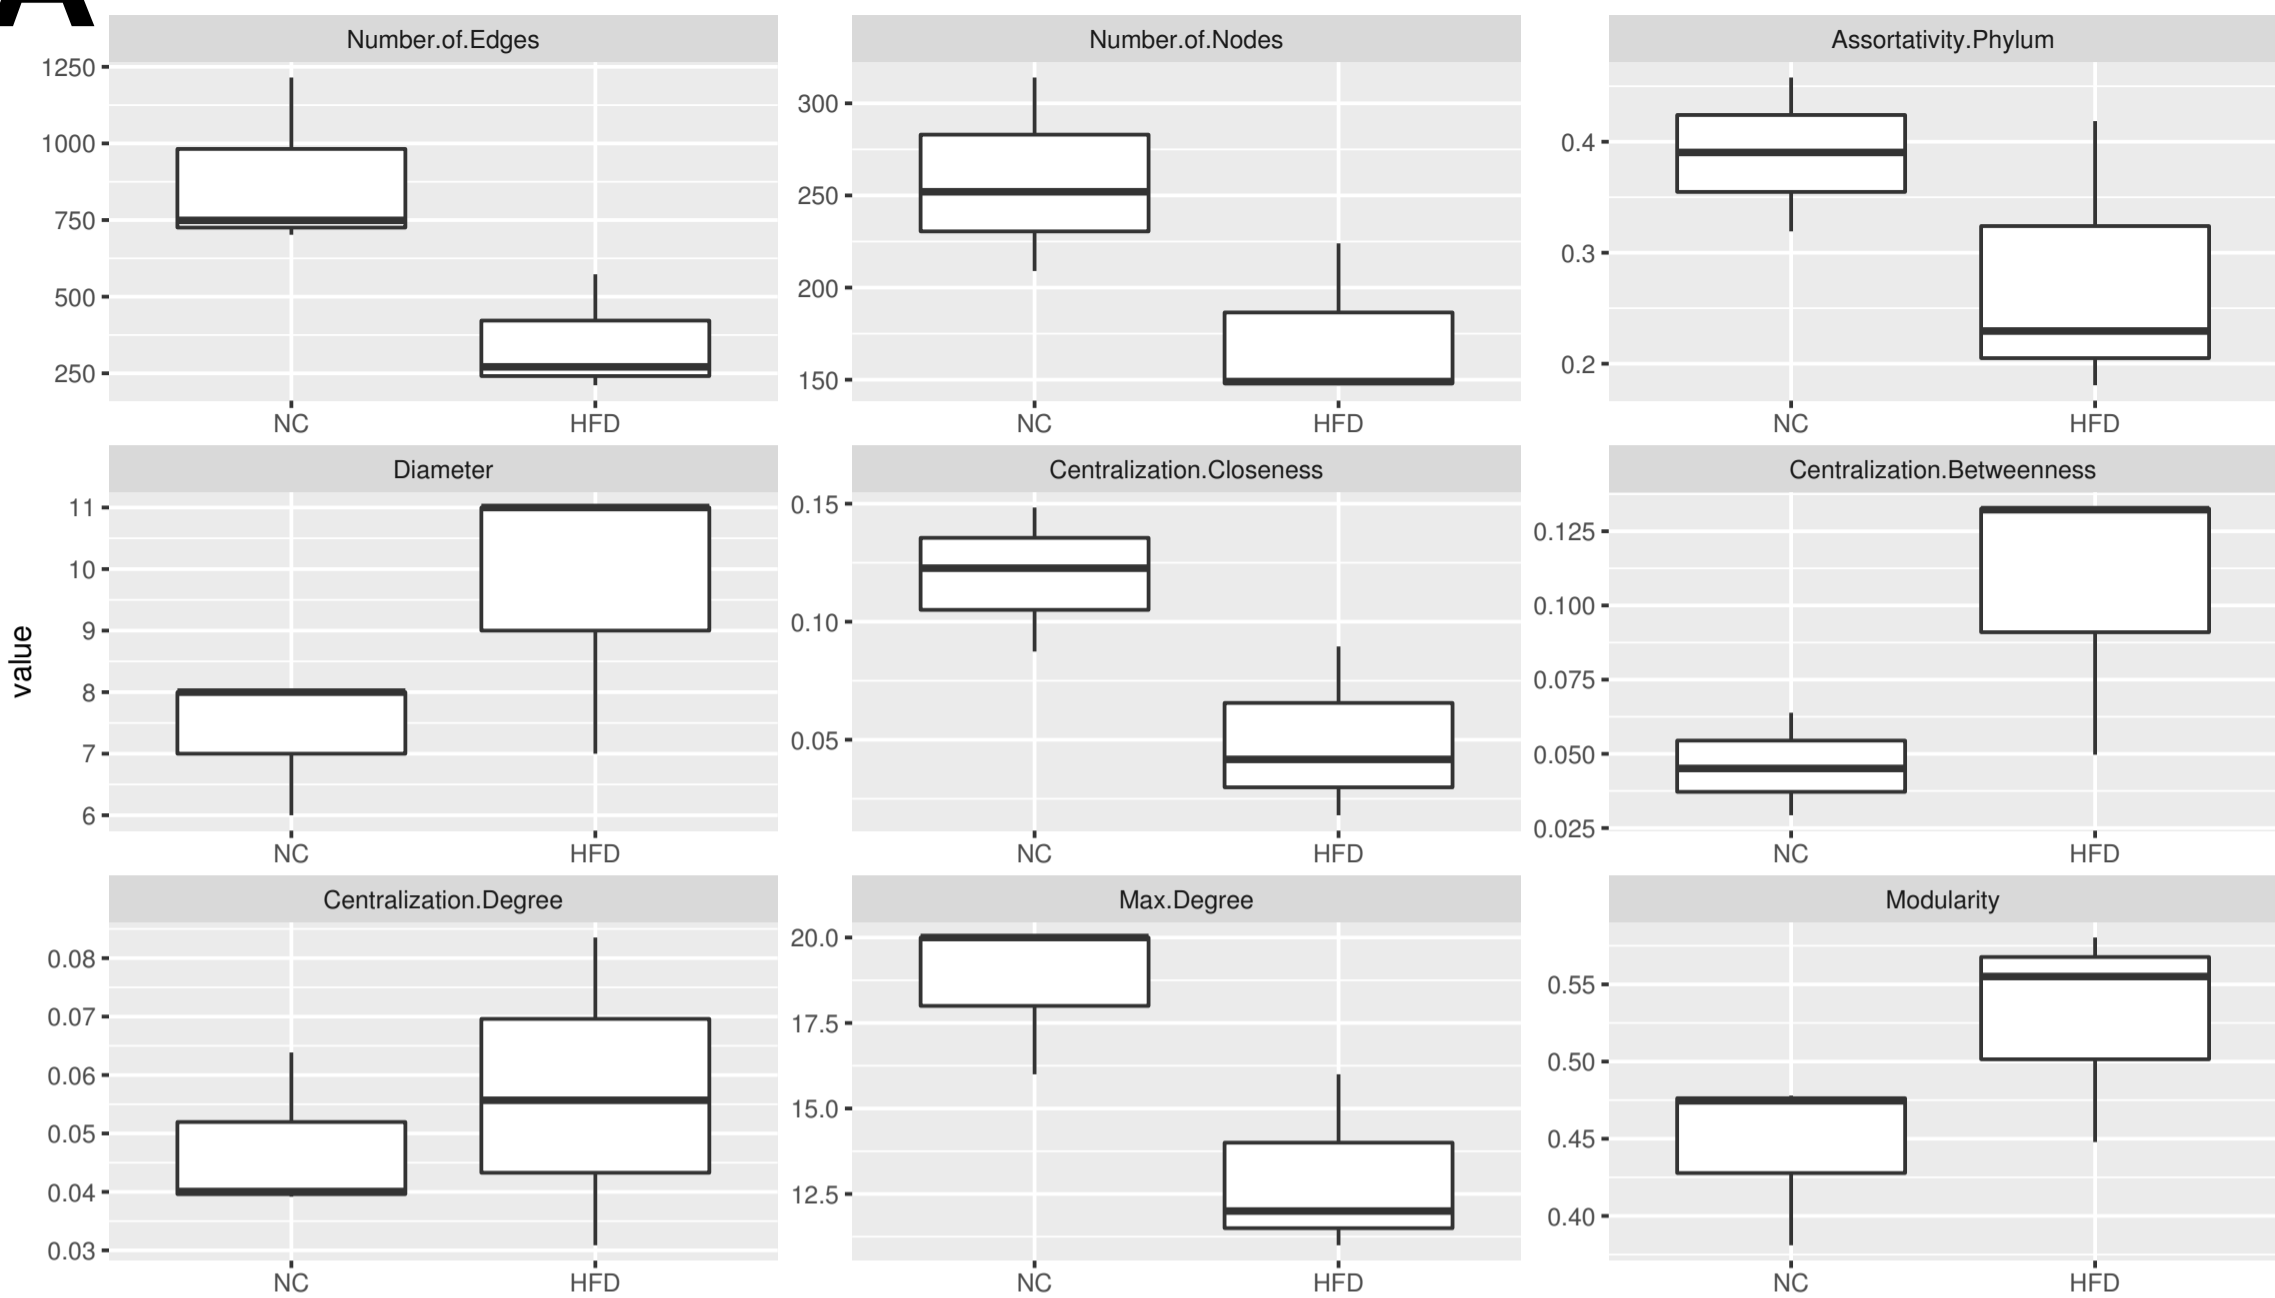 A
Number.of.Edges
Number.of.Nodes
Assortativity.Phylum
1250
1000
750
500
250
NC HFD
300
250
200
150
NC HFD
0.4
0.3
0.2
NC HFD
value
Diameter
Centralization.Closeness
Centralization.Betweenness
11
10
9
8
7
6
NC HFD
0.15
0.10
0.05
NC HFD
0.125
0.100
0.075
0.050
0.025
NC HFD
Centralization.Degree
Max.Degree
Modularity
0.08
0.07
0.06
0.05
0.04
0.03
NC HFD
20.0
17.5
15.0
12.5
NC HFD
0.55
0.50
0.45
0.40
NC HFD